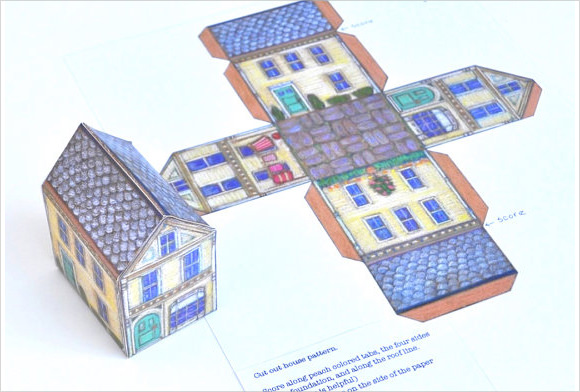 score
score
Cut out house pattern.
Score along peach colored tabs, the four sides
foundation, and along the roof line.
is helpful)
on the side of the paper